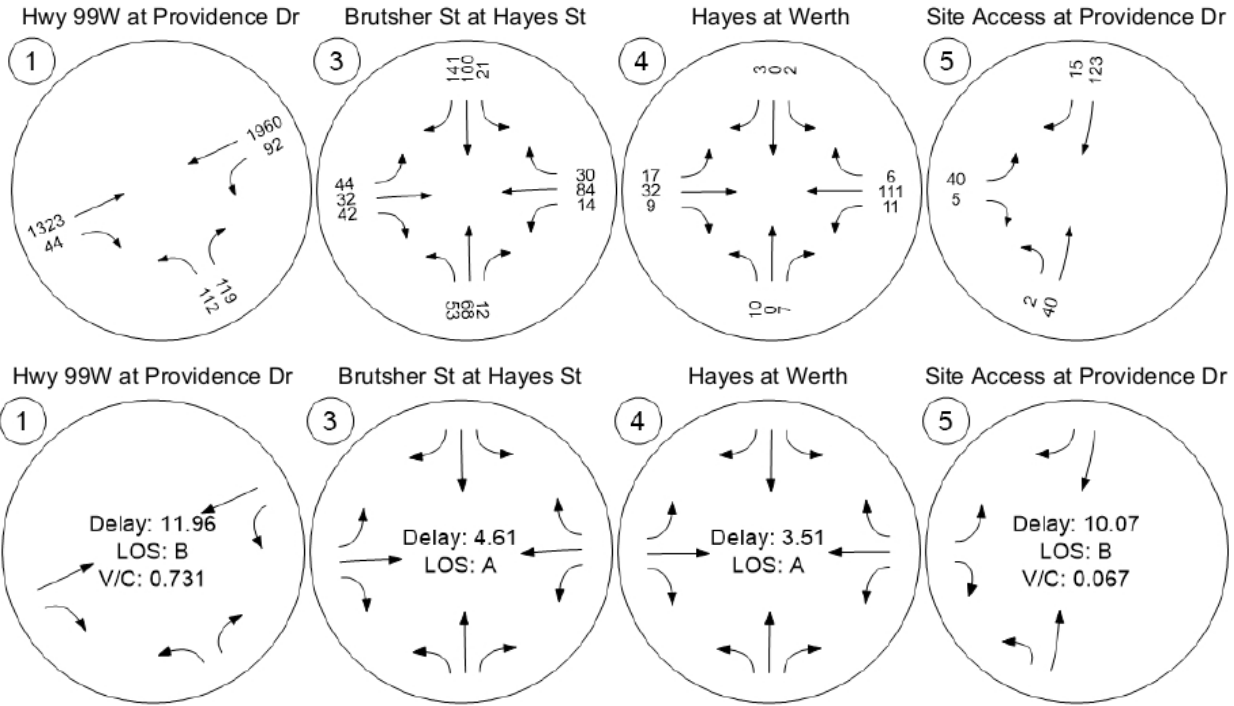 Hwy 99W at Providence Dr
1
1960
92
1323
44
112
119
Brutsher St at Hayes St
3
141
100
21
44
32
42
30
84
14
53
68
12
Hayes at Werth
4
3
0
2
17
32
9
6
111
11
10
0
7
Site Access at Providence Dr
5
15
123
40
5
2
40
Hwy 99W at Providence Dr
1
Delay: 11.96
LOS: B
V/C: 0.731
Brutsher St at Hayes St
3
Delay: 4.61
LOS: A
Hayes at Werth
4
Delay: 3.51
LOS: A
Site Access at Providence Dr
5
Delay: 10.07
LOS: B
V/C: 0.067